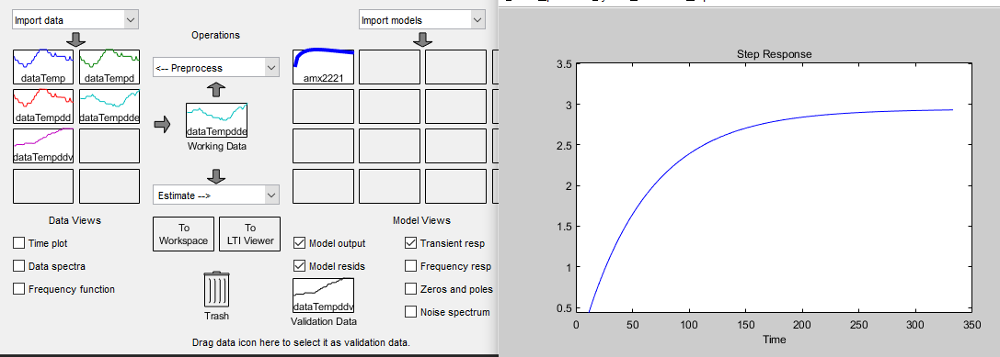 Import data
Operations
Import models
dataTemp
dataTempd
<-- Preprocess
amx2221
dataTempdd
dataTempdde
dataTempdde
Working Data
dataTempddv
Estimate -->
Data Views
To
Workspace
To
LTI Viewer
Model Views
Time plot
Data spectra
Frequency function
Model output
Model resids
Transient resp
Frequency resp
Zeros and poles
Noise spectrum
Trash
dataTempddv
Validation Data
Drag data icon here to select it as validation data.
Step Response
3.5
3
2.5
2
1.5
1
0.5
0
50
100
150
200
250
300
350
Time